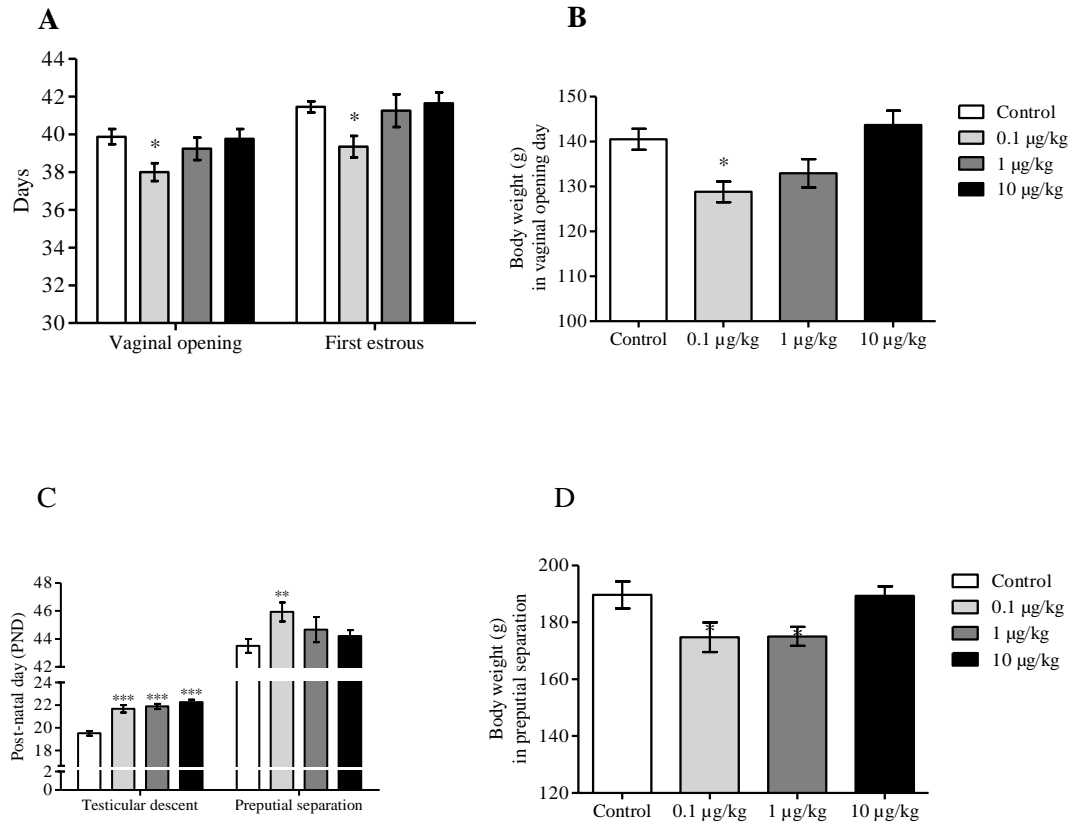 A
44
42
40
38
36
34
32
30
Days
*
*
Vaginal opening
First estrous
B
150
140
130
120
110
100
Body weight (g)
in vaginal opening day
*
Control
0.1 µg/kg
1 µg/kg
10 µg/kg
Control
0.1 µg/kg
1 µg/kg
10 µg/kg
C
48
46
44
42
24
22
20
18
2
0
Post-natal day (PND)
***
***
***
**
Testicular descent
Preputial separation
D
200
180
160
140
120
Body weight (g)
in preputial separation
*
*
Control
0.1 µg/kg
1 µg/kg
10 µg/kg
Control
0.1 µg/kg
1 µg/kg
10 µg/kg